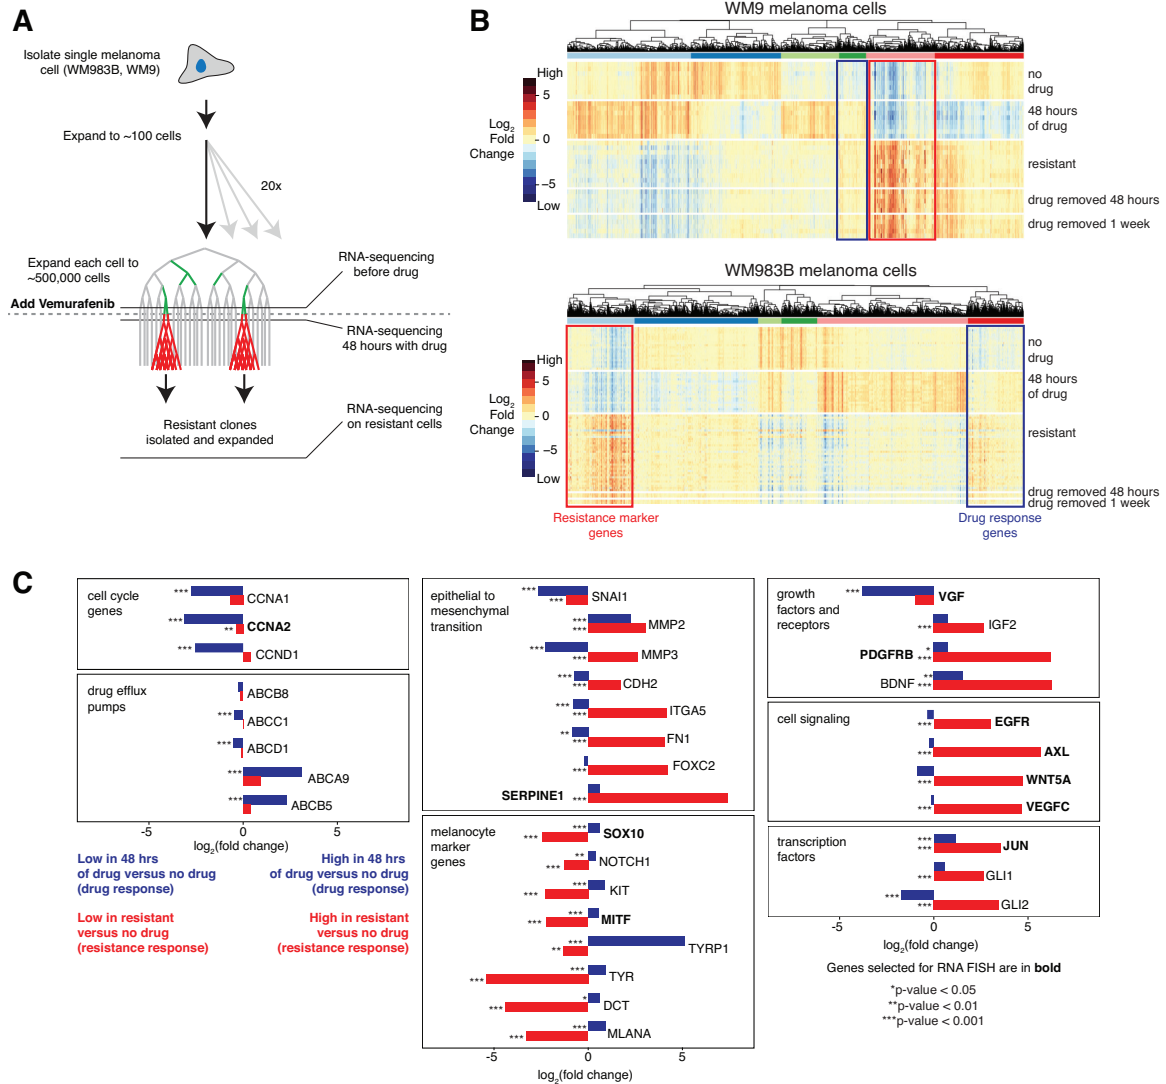 A
Isolate single melanoma
cell (WM983B, WM9)
Expand to ~100 cells
20x
Expand each cell to
~500,000 cells
Add Vemurafenib
RNA-sequencing
before drug
RNA-sequencing
48 hours with drug
Resistant clones
isolated and expanded
RNA-sequencing
on resistant cells
B
WM9 melanoma cells
High
5
Log2
Fold
Change
0
−5
Low
no
drug
48 hours
of drug
resistant
drug removed 48 hours
drug removed 1 week
WM983B melanoma cells
High
5
Log2
Fold
Change
0
−5
Low
no
drug
48 hours
of drug
resistant
drug removed 48 hours
drug removed 1 week
Resistance marker
genes
Drug response
genes
C
cell cycle
genes
*** CCNA1
*** ** CCNA2
*** CCND1
drug efflux
pumps
ABCB8
*** ABCC1
*** ABCD1
*** ABCA9
*** ABCB5
-5 0 5
log2(fold change)
Low in 48 hrs
of drug versus no drug
(drug response)
High in 48 hrs
of drug versus no drug
(drug response)
Low in resistant
versus no drug
(resistance response)
High in resistant
versus no drug
(resistance response)
epithelial to
mesenchymal
transition
*** *** SNAI1
*** *** MMP2
*** *** MMP3
*** *** CDH2
*** *** ITGA5
** *** FN1
*** FOXC2
SERPINE1 ***
melanocyte
marker
genes
*** *** SOX10
** *** NOTCH1
*** *** KIT
*** *** MITF
*** ** TYRP1
*** *** TYR
* *** DCT
*** *** MLANA
-5 0 5
log2(fold change)
growth
factors and
receptors
*** VGF
*** IGF2
PDGFRB * ***
BDNF ** ***
cell signaling
*** EGFR
*** AXL
*** WNT5A
*** VEGFC
transcription
factors
*** *** JUN
*** GLI1
*** *** GLI2
-5 0 5
log2(fold change)
Genes selected for RNA FISH are in bold
*p-value < 0.05
**p-value < 0.01
***p-value < 0.001